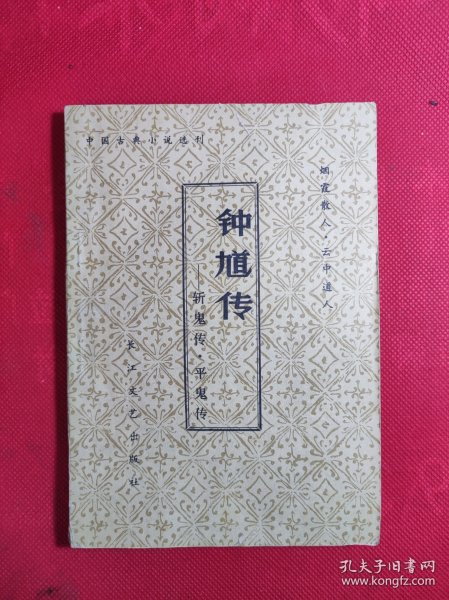 中国古典小说选刊
烟霞散人 云中道人
钟馗传
—斩鬼传·平鬼传
长江文艺出版社
孔夫子旧书网
www.kongfz.com